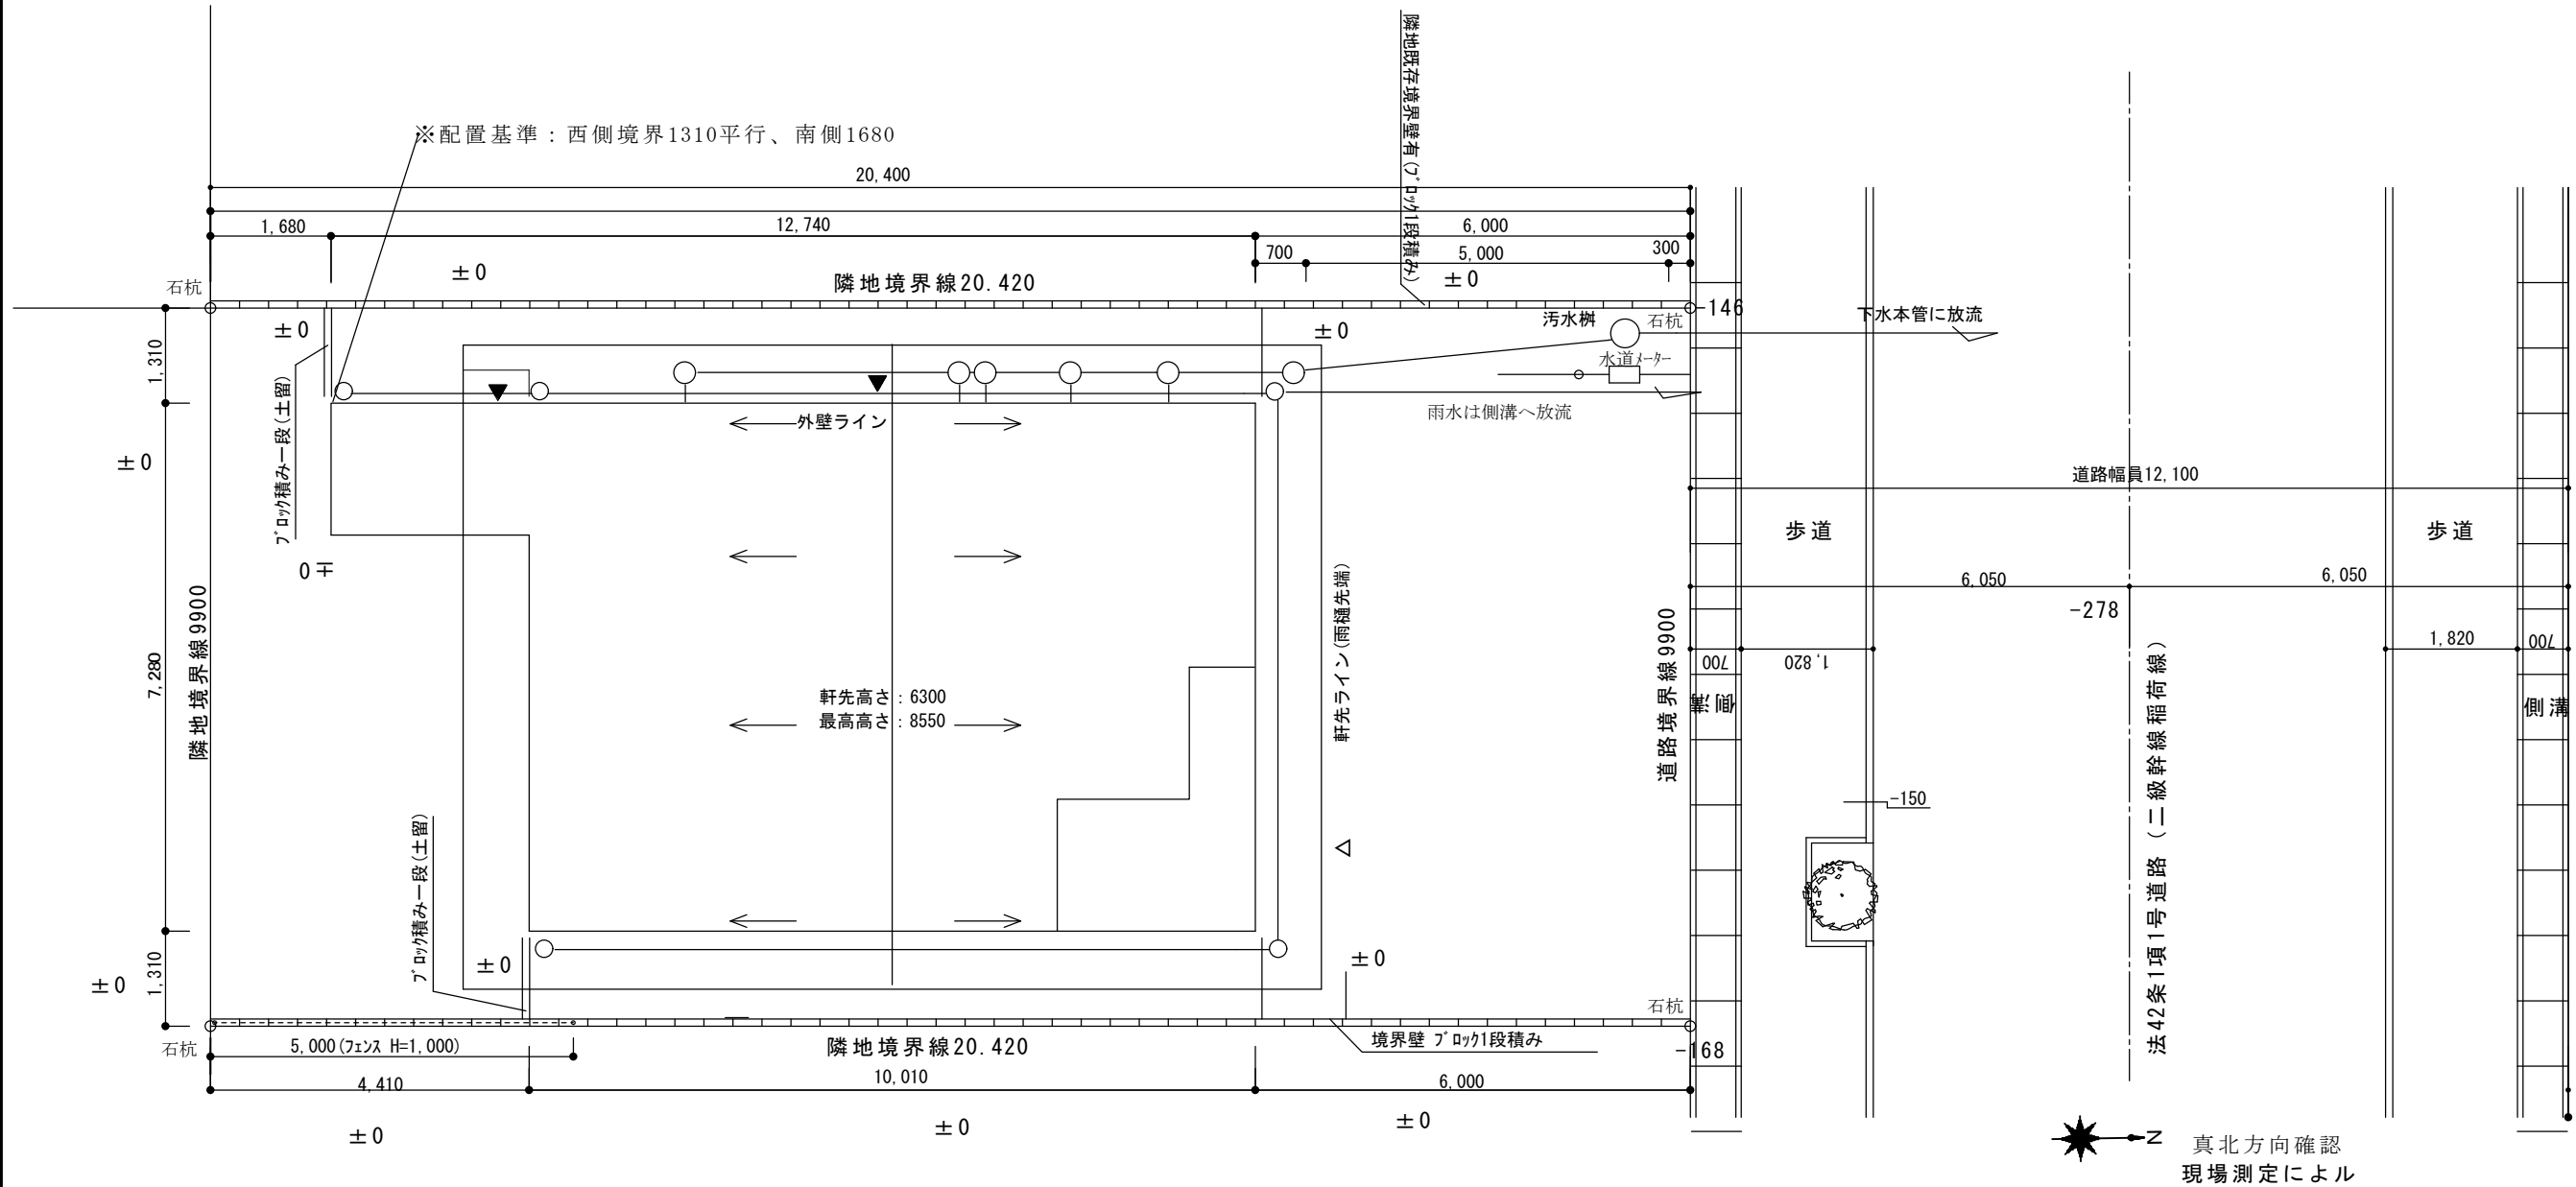 ※配置基準：西側境界1310平行、南側1680
隣地既存境界壁有(ﾌﾞﾛｯｸ1段積み)
20,400
1,680
12,740
6,000
700
5,000
300
±0
隣地境界線20.420
±0
石杭
±0
±0
汚水桝
石杭
-146
下水本管に放流
1,310
水道ﾒｰﾀｰ
雨水は側溝へ放流
外壁ライン
ﾌﾞﾛｯｸ積み一段(土留)
±0
道路幅員12,100
歩道
歩道
±0
6,050
6,050
-278
隣地境界線9900
軒先ライン(雨樋先端)
道路境界線9900
700
1,820
1,820
700
7,280
軒先高さ：6300
最高高さ：8550
側溝
側溝
法42条1項1号道路（二級幹線稲荷線）
-150
ﾌﾞﾛｯｸ積み一段(土留)
±0
±0
±0
1,310
石杭
石杭
5,000(ﾌｪﾝｽ H=1,000)
隣地境界線20.420
境界壁 ﾌﾞﾛｯｸ1段積み
-168
4,410
10,010
6,000
±0
±0
±0
N
真北方向確認
現場測定によル